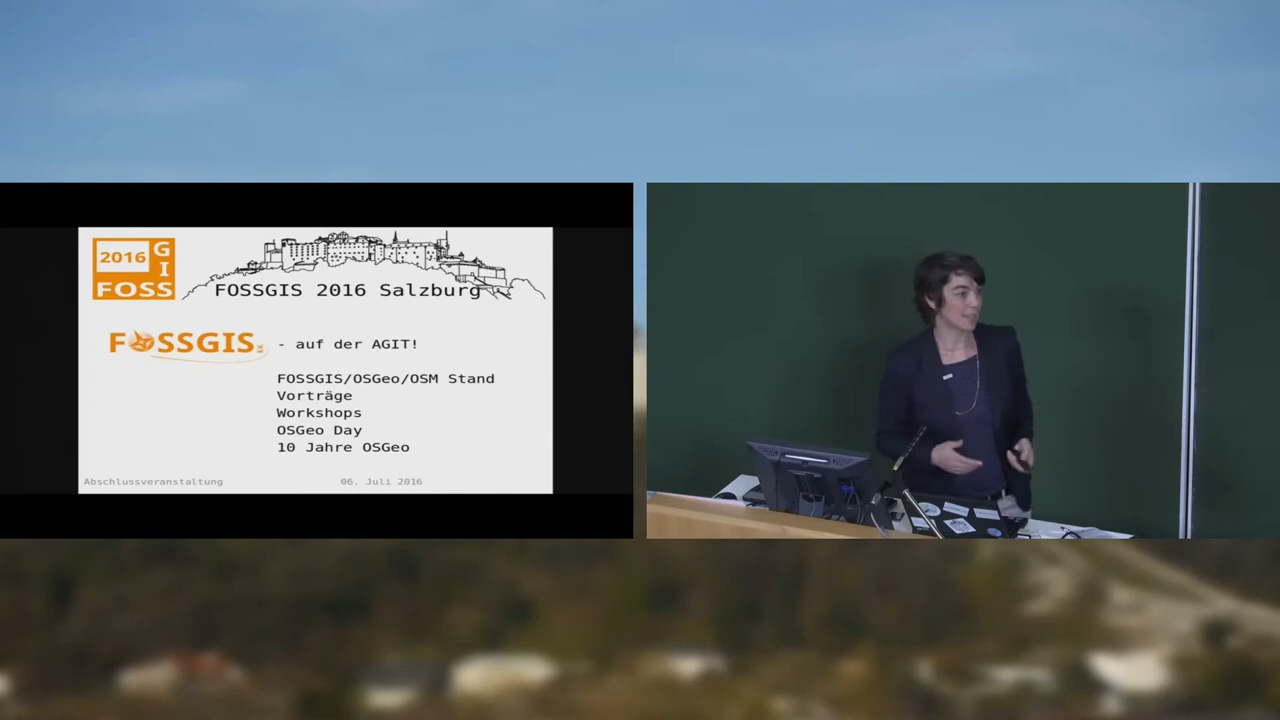 2016
GIS
FOSS
FOSSGIS 2016 Salzburg
FOSSGIS
- auf der AGIT!
FOSSGIS/OSGeo/OSM Stand
Vorträge
Workshops
OSGeo Day
10 Jahre OSGeo
Abschlussveranstaltung
06. Juli 2016